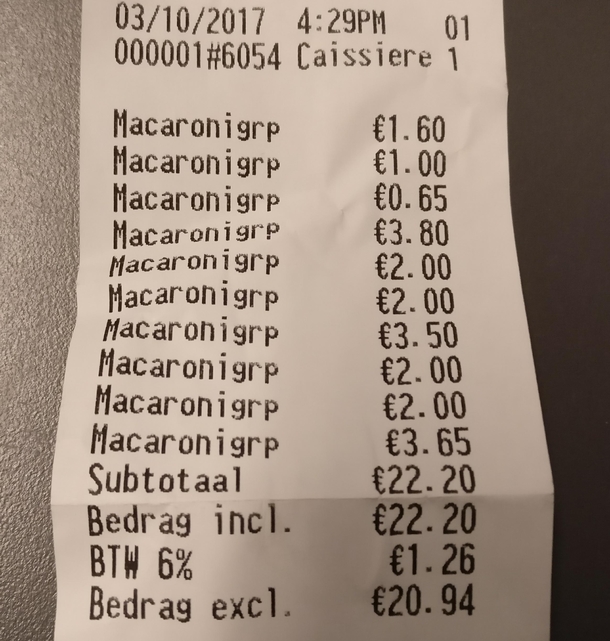 03/10/2017 4:29PM 01
000001#6054 Caissiere 1
Macaronigrp €1.60
Macaronigrp €1.00
Macaronigrp €0.65
Macaronigrp €3.80
Macaronigrp €2.00
Macaronigrp €2.00
Macaronigrp €3.50
Macaronigrp €2.00
Macaronigrp €2.00
Macaronigrp €3.65
Subtotaal €22.20
Bedrag incl. €22.20
BTW 6% €1.26
Bedrag excl. €20.94